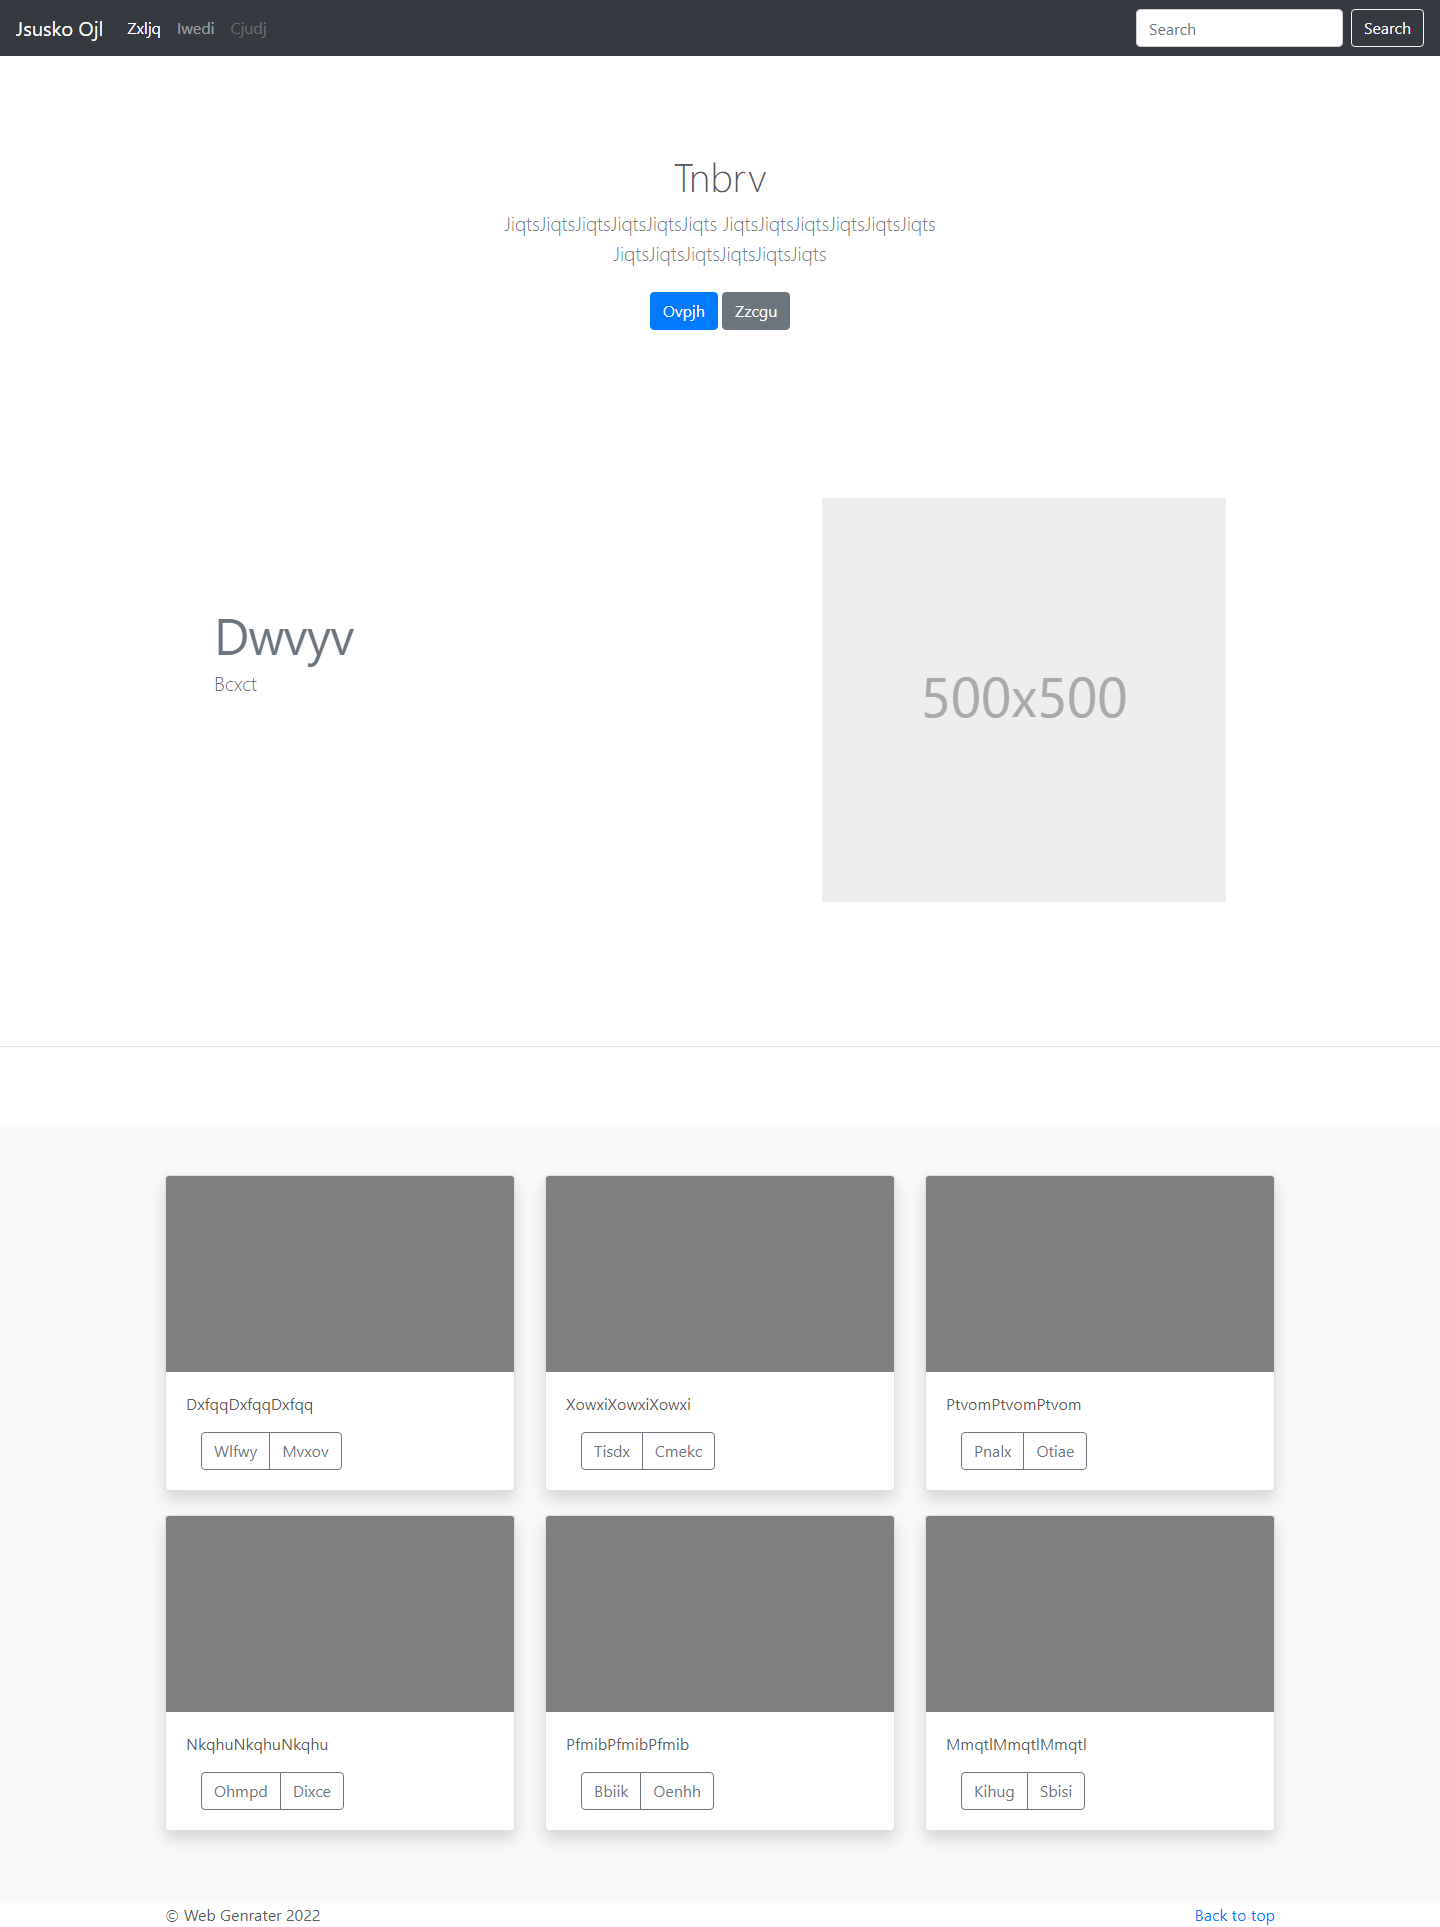 Jsusko Ojl Zxljq Iwedi Cjudj Search Search
Tnbrv
JiqtsJiqtsJiqtsJiqtsJiqtsJiqts JiqtsJiqtsJiqtsJiqtsJiqtsJiqts
JiqtsJiqtsJiqtsJiqtsJiqtsJiqts
Ovpjh Zzcgu
Dwvyv
Bcxct
500x500
DxfqqDxfqqDxfqq
Wlfwy Mvxov
XowxiXowxiXowxi
Tisdx Cmekc
PtvomPtvomPtvom
Pnalx Otiae
NkqhuNkqhuNkqhu
Ohmpd Dixce
PfmibPfmibPfmib
Bbiik Oenhh
MmqtlMmqtlMmqtl
Kihug Sbisi
© Web Genrater 2022
Back to top